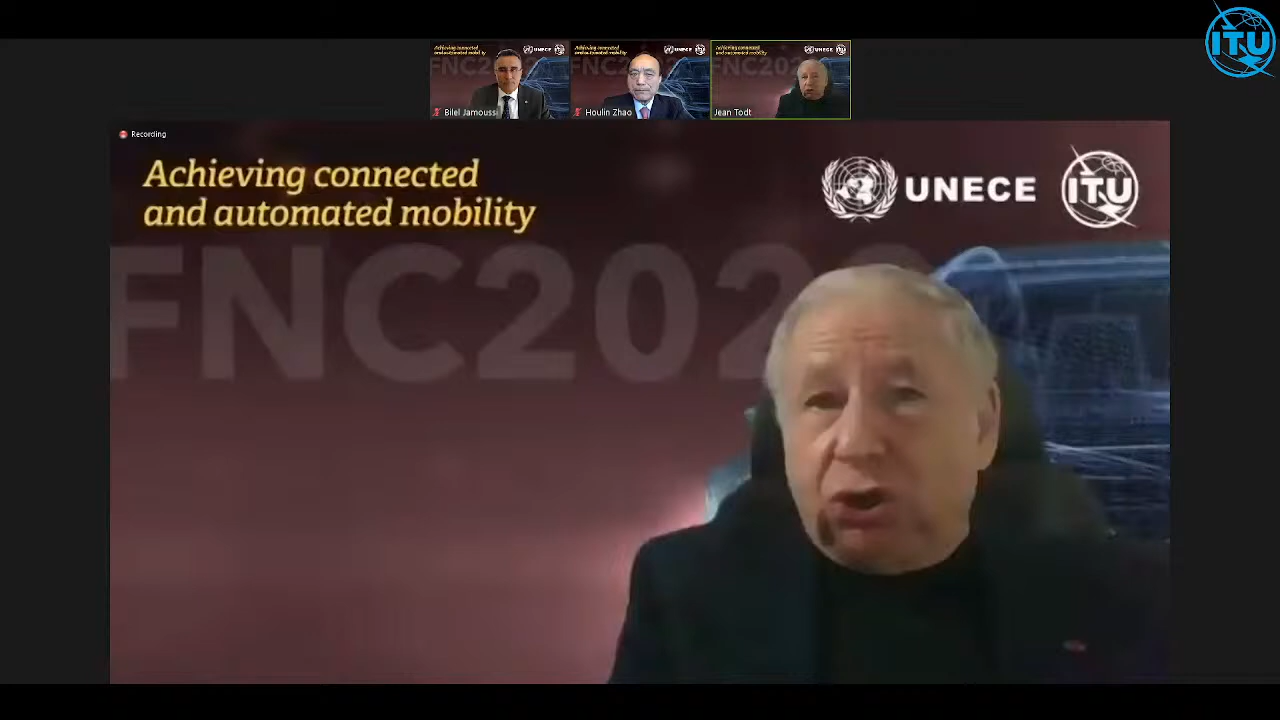 ITU
Bilel Jamoussi
Houlin Zhao
Jean Todt
Recording
Achieving connected
and automated mobility
UNECE
ITU
FNC202